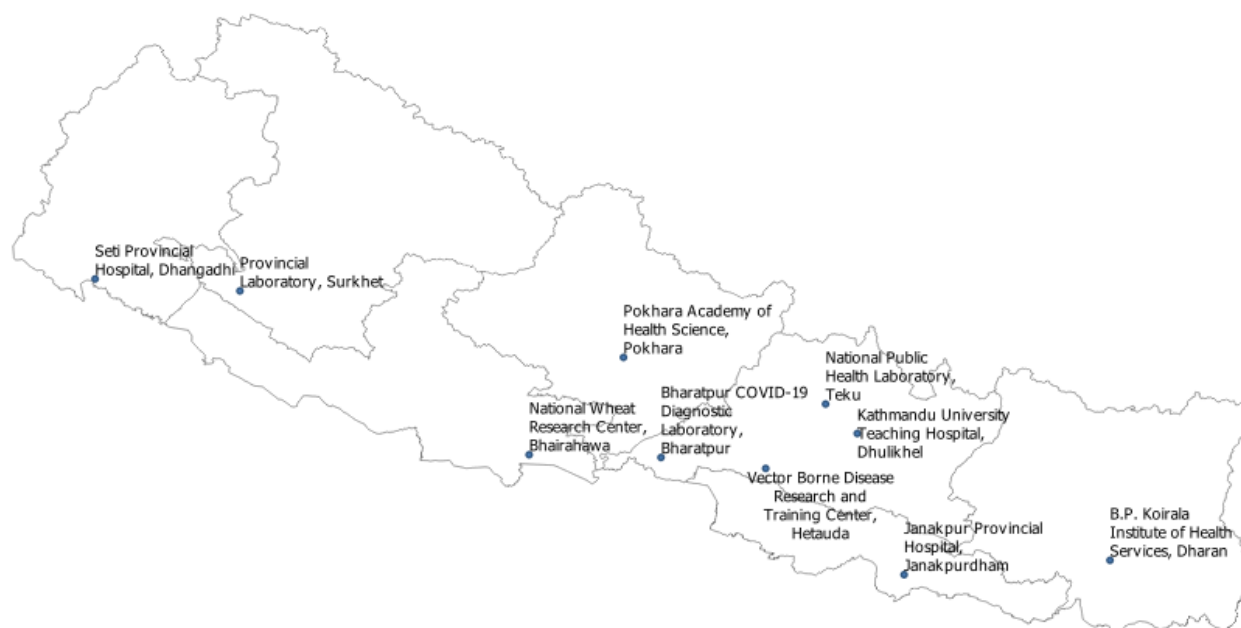 Seti Provincial
Hospital, Dhangadhi
Provincial
Laboratory, Surkhet
Pokhara Academy of
Health Science,
Pokhara
National Public
Health Laboratory,
Teku
Bharatpur COVID-19
Diagnostic
Laboratory,
Bharatpur
National Wheat
Research Center,
Bhairahawa
Kathmandu University
Teaching Hospital,
Dhulikhel
Vector Borne Disease
Research and
Training Center,
Hetauda
Janakpur Provincial
Hospital,
Janakpurdham
B.P. Koirala
Institute of Health
Services, Dharan